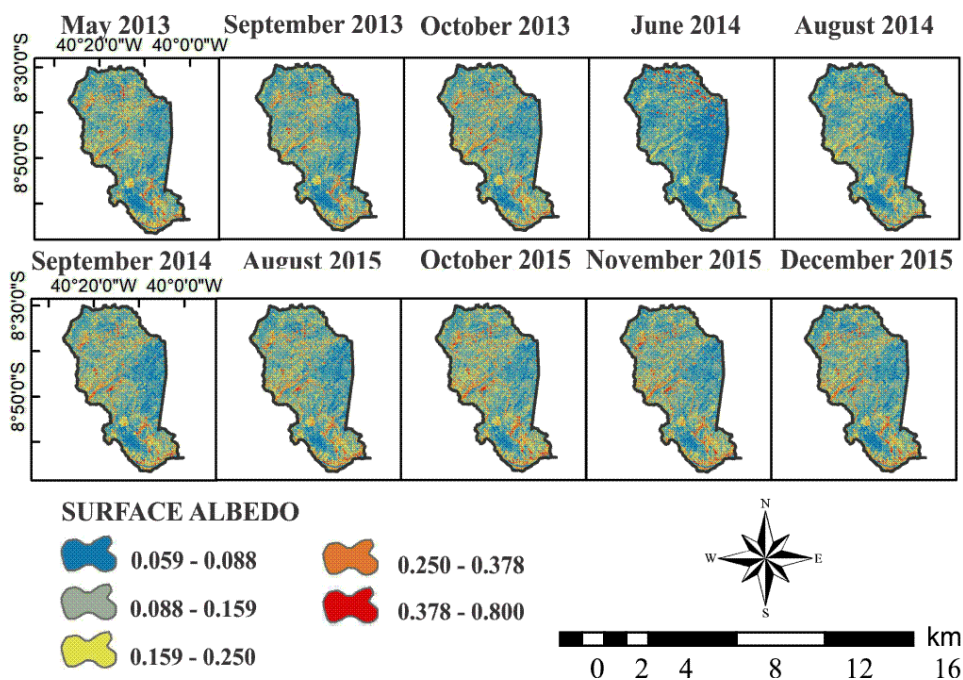 May 2013 September 2013 October 2013 June 2014 August 2014
40°20'0"W 40°0'0"W
8°30'0"S
8°50'0"S
September 2014 August 2015 October 2015 November 2015 December 2015
40°20'0"W 40°0'0"W
8°30'0"S
8°50'0"S
SURFACE ALBEDO
0.059 - 0.088
0.088 - 0.159
0.159 - 0.250
0.250 - 0.378
0.378 - 0.800
N
W E
S
km
0 2 4 8 12 16